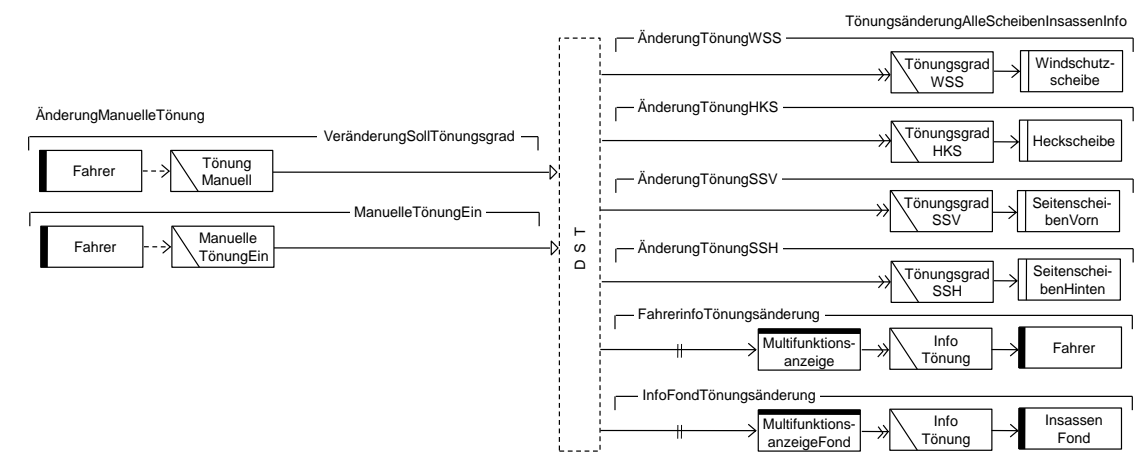 TönungsänderungAlleScheibenInsassenInfo
ÄnderungManuelleTönung
VeränderungSollTönungsgrad
Fahrer
Tönung
Manuell
ManuelleTönungEin
Fahrer
Manuelle
TönungEin
DST
ÄnderungTönungWSS
Tönungsgrad
WSS
Windschutz-
scheibe
ÄnderungTönungHKS
Tönungsgrad
HKS
Heckscheibe
ÄnderungTönungSSV
Tönungsgrad
SSV
Seitenschei-
benVorn
ÄnderungTönungSSH
Tönungsgrad
SSH
Seitenschei-
benHinten
FahrerinfoTönungsänderung
Multifunktions-
anzeige
Info
Tönung
Fahrer
InfoFondTönungsänderung
Multifunktions-
anzeigeFond
Info
Tönung
Insassen
Fond